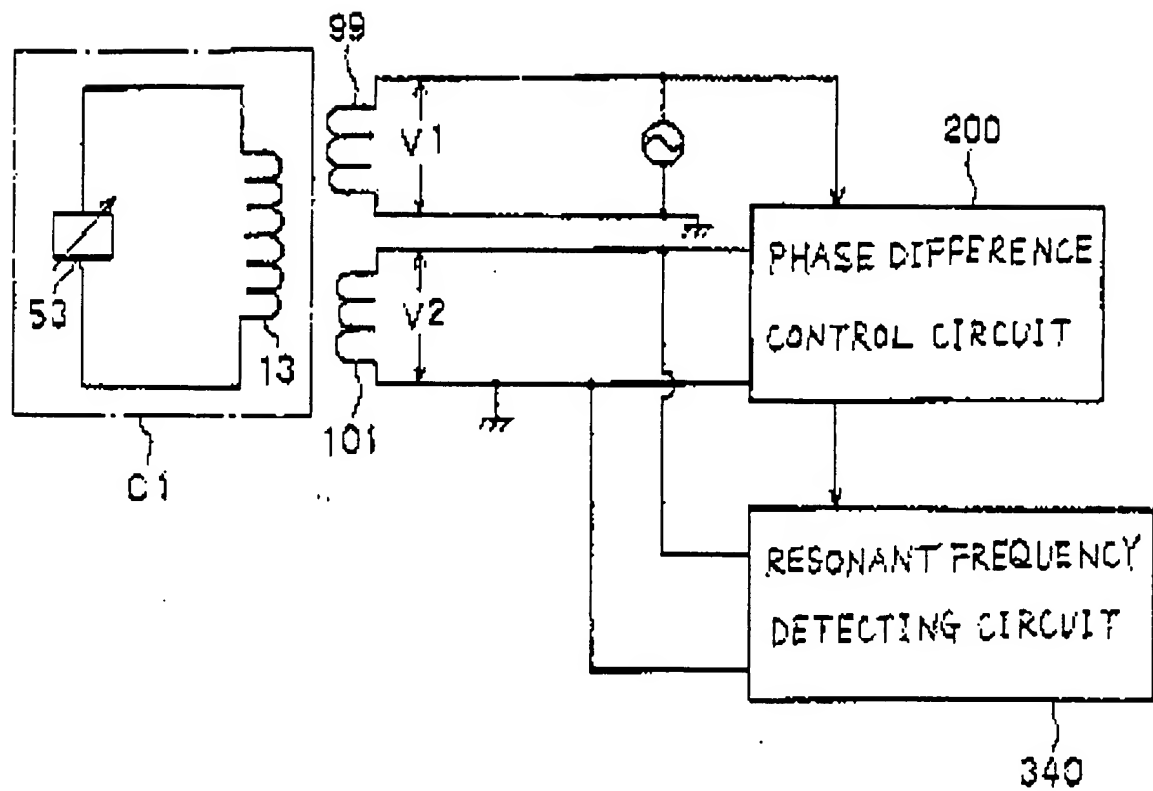 99
V1
200
PHASE DIFFERENCE
CONTROL CIRCUIT
53
13
V2
101
C1
RESONANT FREQUENCY
DETECTING CIRCUIT
340